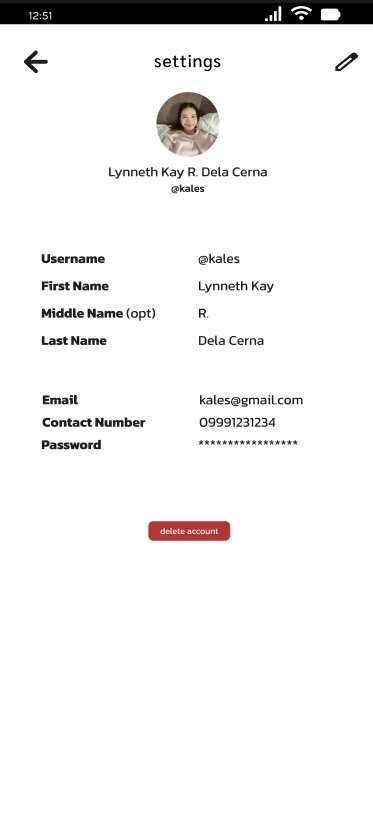 12:51
settings
Lynneth Kay R. Dela Cerna
@kales
Username @kales
First Name Lynneth Kay
Middle Name (opt) R.
Last Name Dela Cerna
Email kales@gmail.com
Contact Number 09991231234
Password *****************
delete account